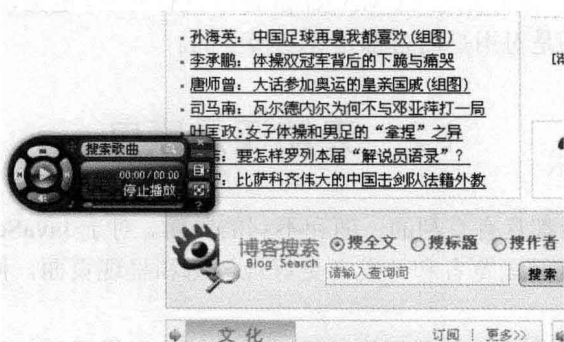 · 孙海英：中国足球再臭我都喜欢(组图)
· 李承鹏：体操双冠军背后的下跪与痛哭
· 唐师曾：大话参加奥运的皇亲国戚(组图)
· 司马南：瓦尔德内尔为何不与邓亚萍打一局
叶匡政：女子体操和男足的“拿捏”之异
：要怎样罗列本届“解说员语录”？
：比萨科齐伟大的中国击剑队法籍外教
搜索歌曲
00:00/00:00
停止播放
博客搜索
Blog Search
搜全文 搜标题 搜作者
请输入查询词
搜索
文化
订阅 | 更多>>